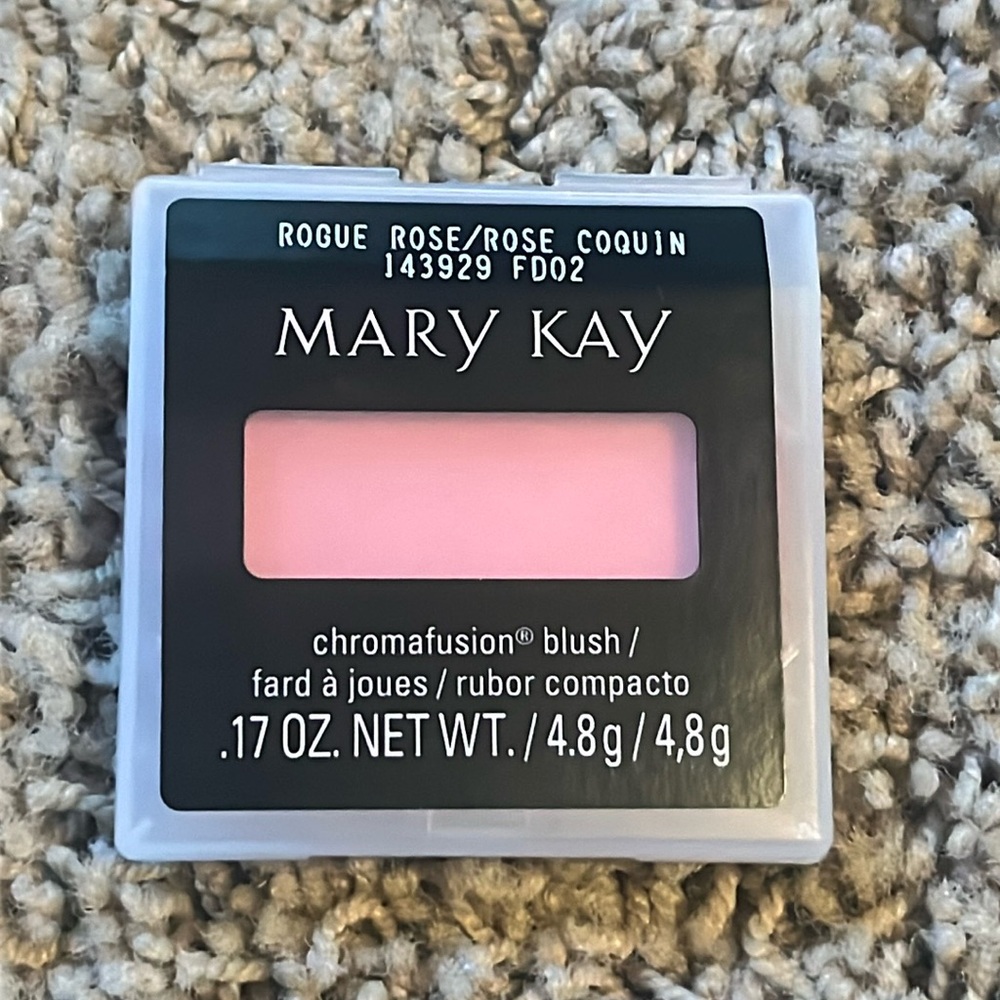 ROGUE ROSE/ROSE COQUIN
143929 FD02
MARY KAY
chromafusion® blush /
fard à joues / rubor compacto
.17 OZ. NET WT. / 4.8g / 4,8g